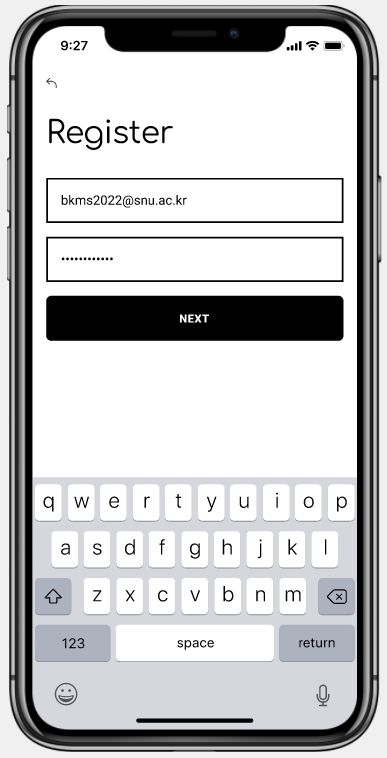 9:27
Register
bkms2022@snu.ac.kr
••••••••••••
NEXT
q w e r t y u i o p
a s d f g h j k l
z x c v b n m
123 space return